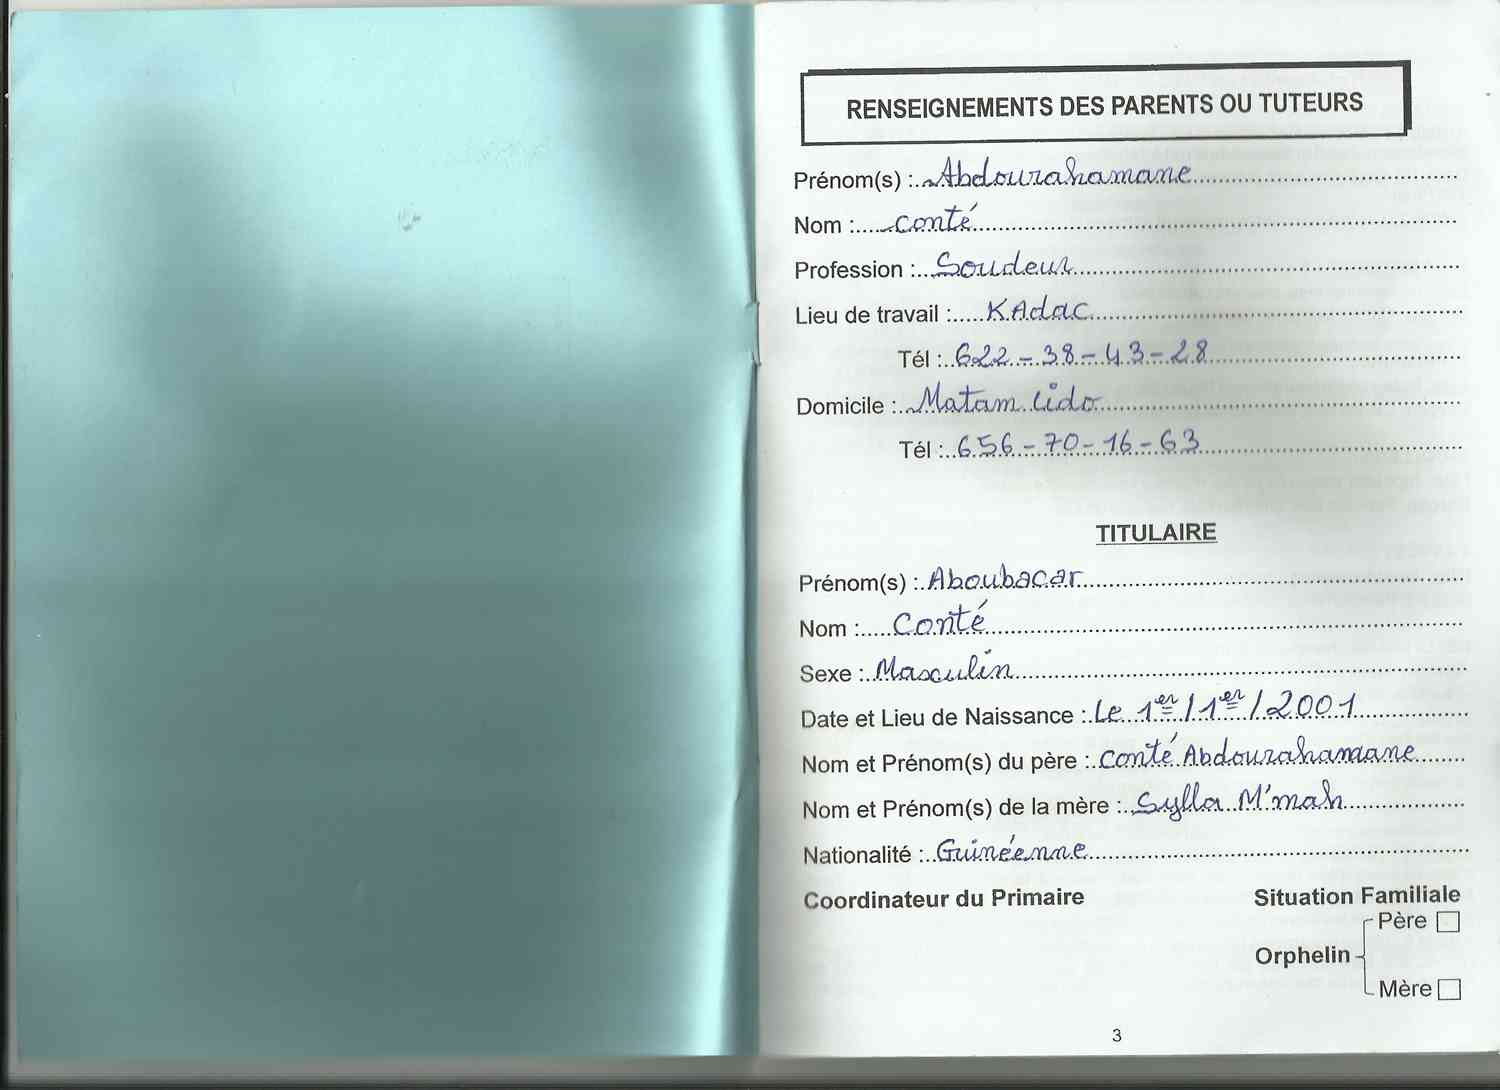 RENSEIGNEMENTS DES PARENTS OU TUTEURS
Prénom(s) : Abdourahamane
Nom : Conté
Profession : Soudeur
Lieu de travail : KAdac
Tél : 622-38-43-28
Domicile : Matam Lido
Tél : 656-70-16-63
TITULAIRE
Prénom(s) : Aboubacar
Nom : Conté
Sexe : Masculin
Date et Lieu de Naissance : Le 1er/1er/2001
Nom et Prénom(s) du père : Conté Abdourahamane
Nom et Prénom(s) de la mère : Sylla M'mah
Nationalité : Guinéenne
Coordinateur du Primaire Situation Familiale
Père
Orphelin
Mère
3